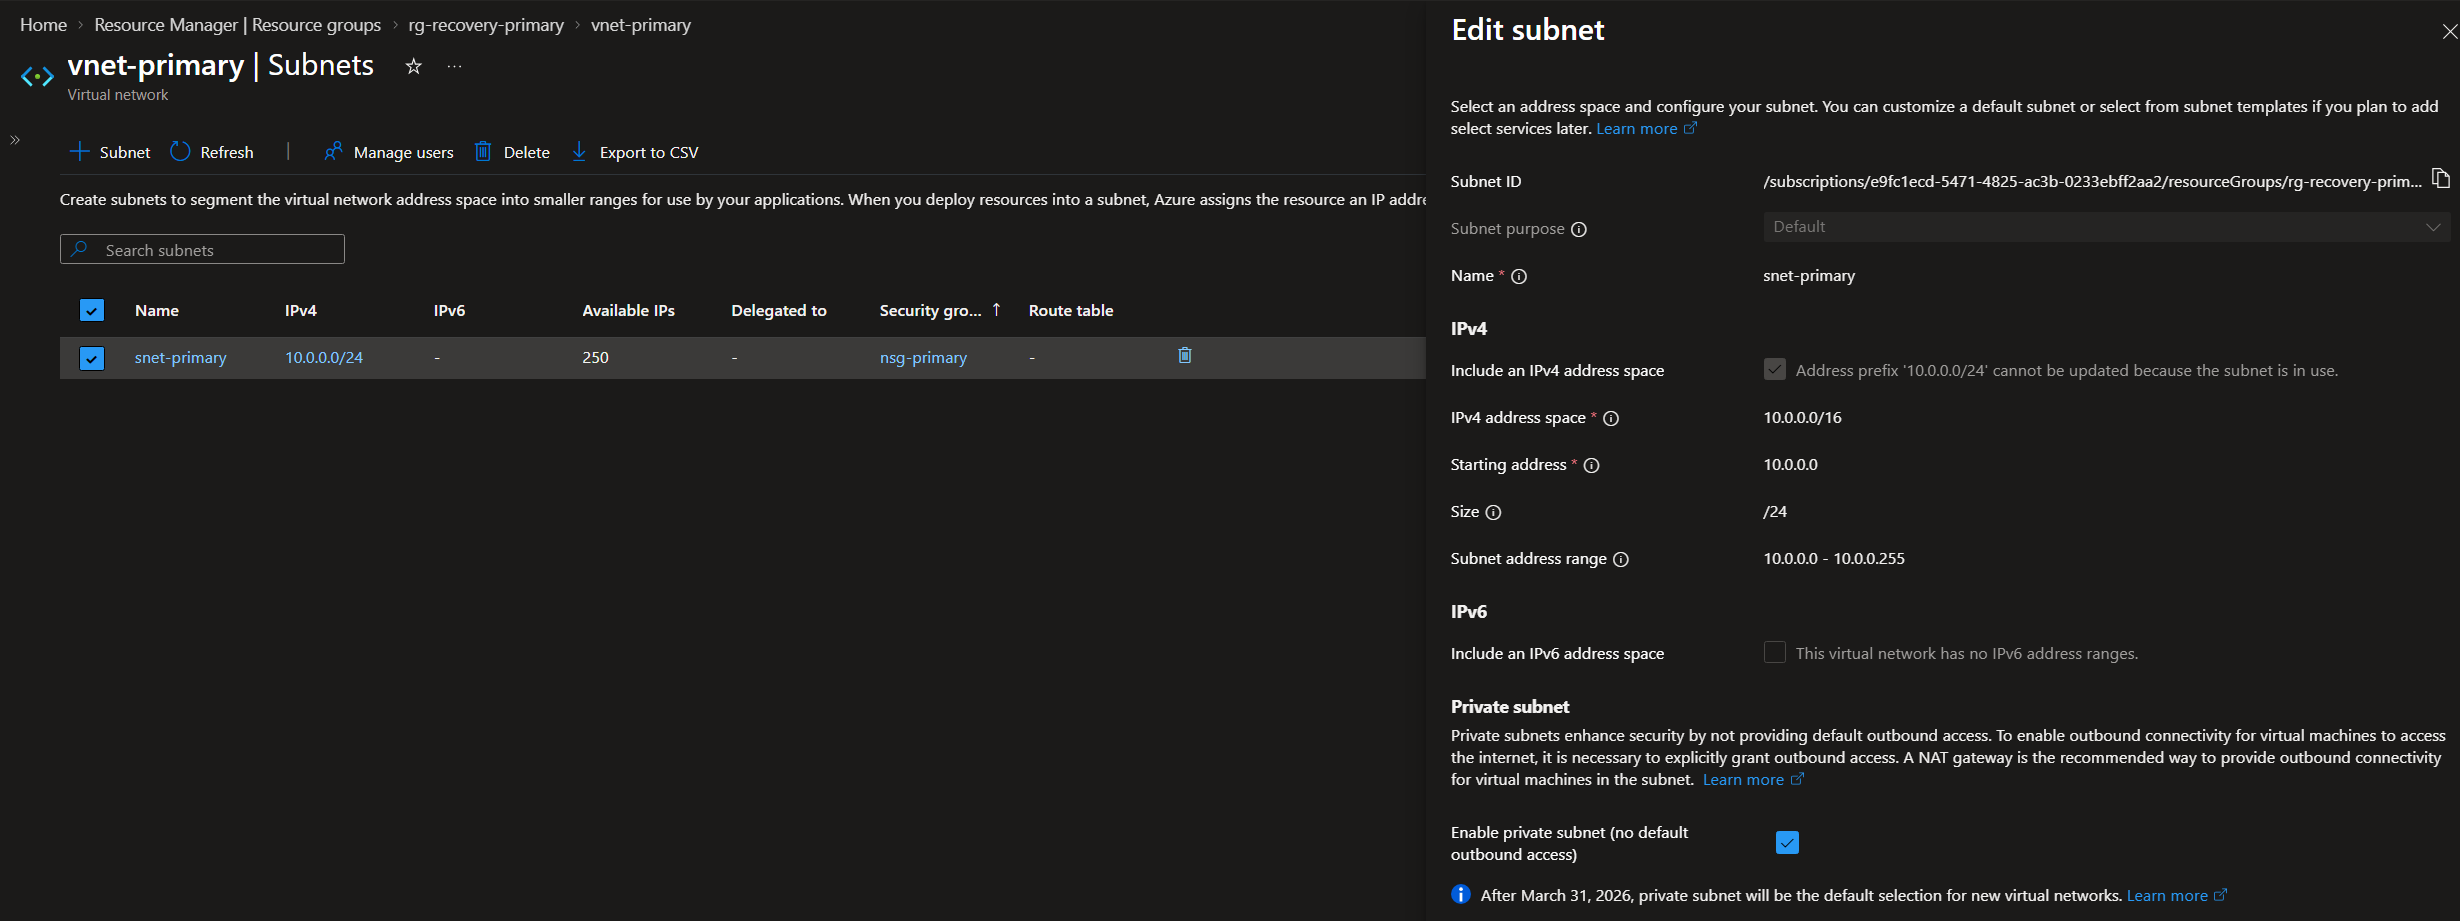 Home > Resource Manager | Resource groups > rg-recovery-primary > vnet-primary
vnet-primary | Subnets
Virtual network
Subnet
Refresh
Manage users
Delete
Export to CSV
Create subnets to segment the virtual network address space into smaller ranges for use by your applications. When you deploy resources into a subnet, Azure assigns the resource an IP addre
Search subnets
Name IPv4 IPv6 Available IPs Delegated to Security gro... ↑ Route table
snet-primary 10.0.0.0/24 - 250 - nsg-primary -
Edit subnet
Select an address space and configure your subnet. You can customize a default subnet or select from subnet templates if you plan to add
select services later. Learn more
Subnet ID /subscriptions/e9fc1ecd-5471-4825-ac3b-0233ebff2aa2/resourceGroups/rg-recovery-prim...
Subnet purpose Default
Name * snet-primary
IPv4
Include an IPv4 address space Address prefix '10.0.0.0/24' cannot be updated because the subnet is in use.
IPv4 address space * 10.0.0.0/16
Starting address * 10.0.0.0
Size /24
Subnet address range 10.0.0.0 - 10.0.0.255
IPv6
Include an IPv6 address space This virtual network has no IPv6 address ranges.
Private subnet
Private subnets enhance security by not providing default outbound access. To enable outbound connectivity for virtual machines to access
the internet, it is necessary to explicitly grant outbound access. A NAT gateway is the recommended way to provide outbound connectivity
for virtual machines in the subnet. Learn more
Enable private subnet (no default
outbound access)
After March 31, 2026, private subnet will be the default selection for new virtual networks. Learn more